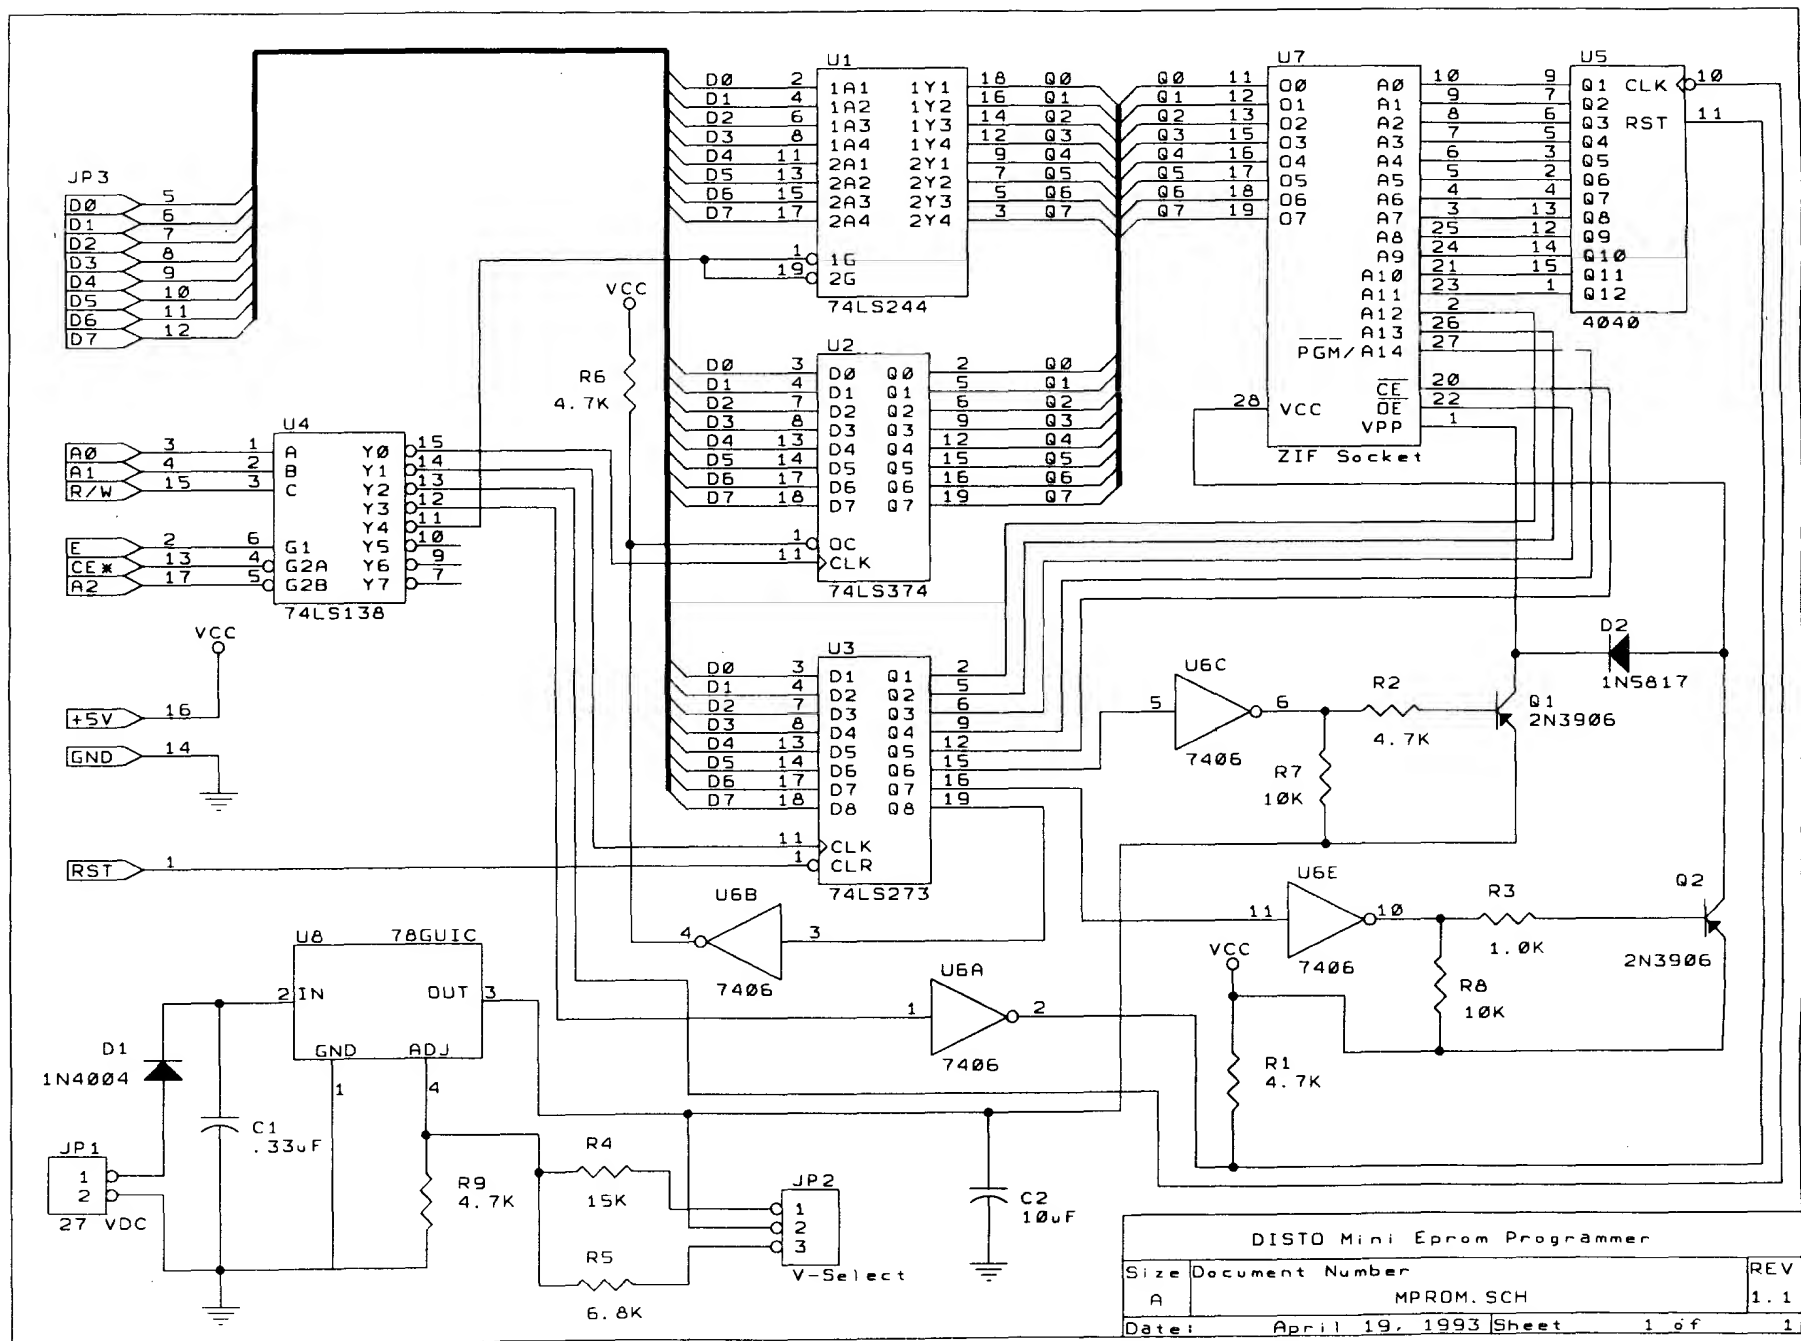 JP3
D0 5
D1 6
D2 7
D3 8
D4 9
D5 10
D6 11
D7 12
A0 3
A1 4
R/W 15
E 2
CE* 13
A2 17
U4
1 A Y0 15
2 B Y1 14
3 C Y2 13
Y3 12
Y4 11
6 G1 Y5 10
4 G2A Y6 9
5 G2B Y7 7
74LS138
VCC
+5V 16
GND 14
RST 1
VCC
R6
4.7K
U1
D0 2 1A1 1Y1 18 Q0
D1 4 1A2 1Y2 16 Q1
D2 6 1A3 1Y3 14 Q2
D3 8 1A4 1Y4 12 Q3
D4 11 2A1 2Y1 9 Q4
D5 13 2A2 2Y2 7 Q5
D6 15 2A3 2Y3 5 Q6
D7 17 2A4 2Y4 3 Q7
1 1G
19 2G
74LS244
U2
D0 3 D0 Q0 2 Q0
D1 4 D1 Q1 5 Q1
D2 7 D2 Q2 6 Q2
D3 8 D3 Q3 9 Q3
D4 13 D4 Q4 12 Q4
D5 14 D5 Q5 15 Q5
D6 17 D6 Q6 16 Q6
D7 18 D7 Q7 19 Q7
1 OC
11 CLK
74LS374
U3
D0 3 D1 Q1 2
D1 4 D2 Q2 5
D2 7 D3 Q3 6
D3 8 D4 Q4 9
D4 13 D5 Q5 12
D5 14 D6 Q6 15
D6 17 D7 Q7 16
D7 18 D8 Q8 19
11 CLK
1 CLR
74LS273
U7
Q0 11 O0 A0 10
Q1 12 O1 A1 9
Q2 13 O2 A2 8
Q3 15 O3 A3 7
Q4 16 O4 A4 6
Q5 17 O5 A5 5
Q6 18 O6 A6 4
Q7 19 O7 A7 3
A8 25
A9 24
A10 21
A11 23
A12 2
A13 26
PGM/A14 27
CE 20
28 VCC OE 22
VPP 1
ZIF Socket
U5
9 Q1 CLK 10
7 Q2
6 Q3 RST 11
5 Q4
3 Q5
2 Q6
4 Q7
13 Q8
12 Q9
14 Q10
15 Q11
1 Q12
4040
U6C
5 6
7406
R2
4.7K
R7
10K
Q1
2N3906
D2
1N5817
U6E
11 10
7406
R3
1.0K
R8
10K
Q2
2N3906
VCC
R1
4.7K
U6B
4 3
7406
U6A
1 2
7406
U8 78GUIC
2 IN OUT 3
GND ADJ
1 4
D1
1N4004
C1
.33uF
JP1
1
2
27 VDC
R9
4.7K
R4
15K
R5
6.8K
JP2
1
2
3
V-Select
C2
10uF
DISTO Mini Eprom Programmer
Size Document Number REV
A MPROM.SCH 1.1
Date: April 19, 1993 Sheet 1 of 1